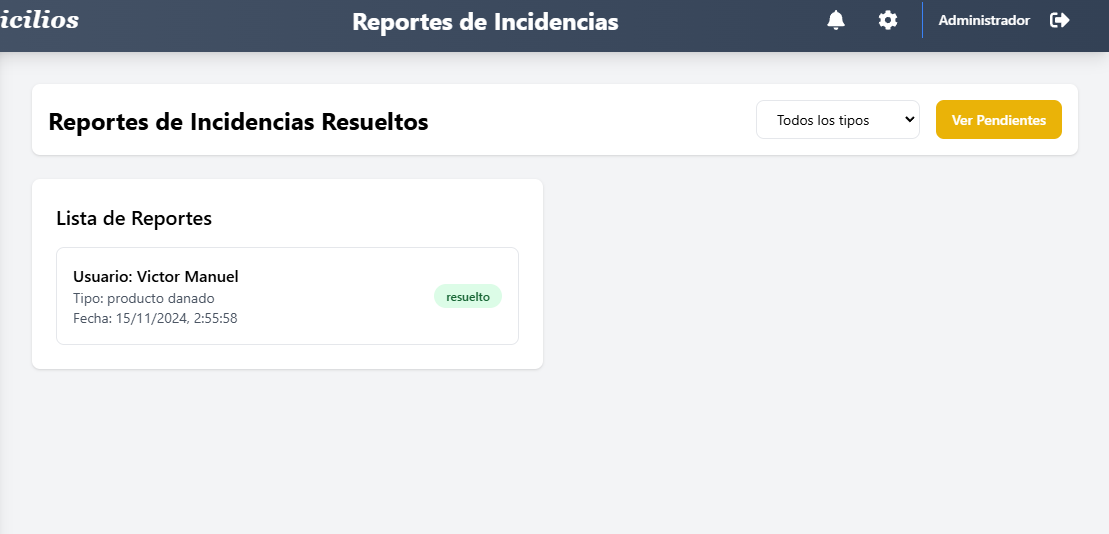 icilios
Reportes de Incidencias
Administrador
Reportes de Incidencias Resueltos
Todos los tipos
Ver Pendientes
Lista de Reportes
Usuario: Victor Manuel
Tipo: producto danado
Fecha: 15/11/2024, 2:55:58
resuelto